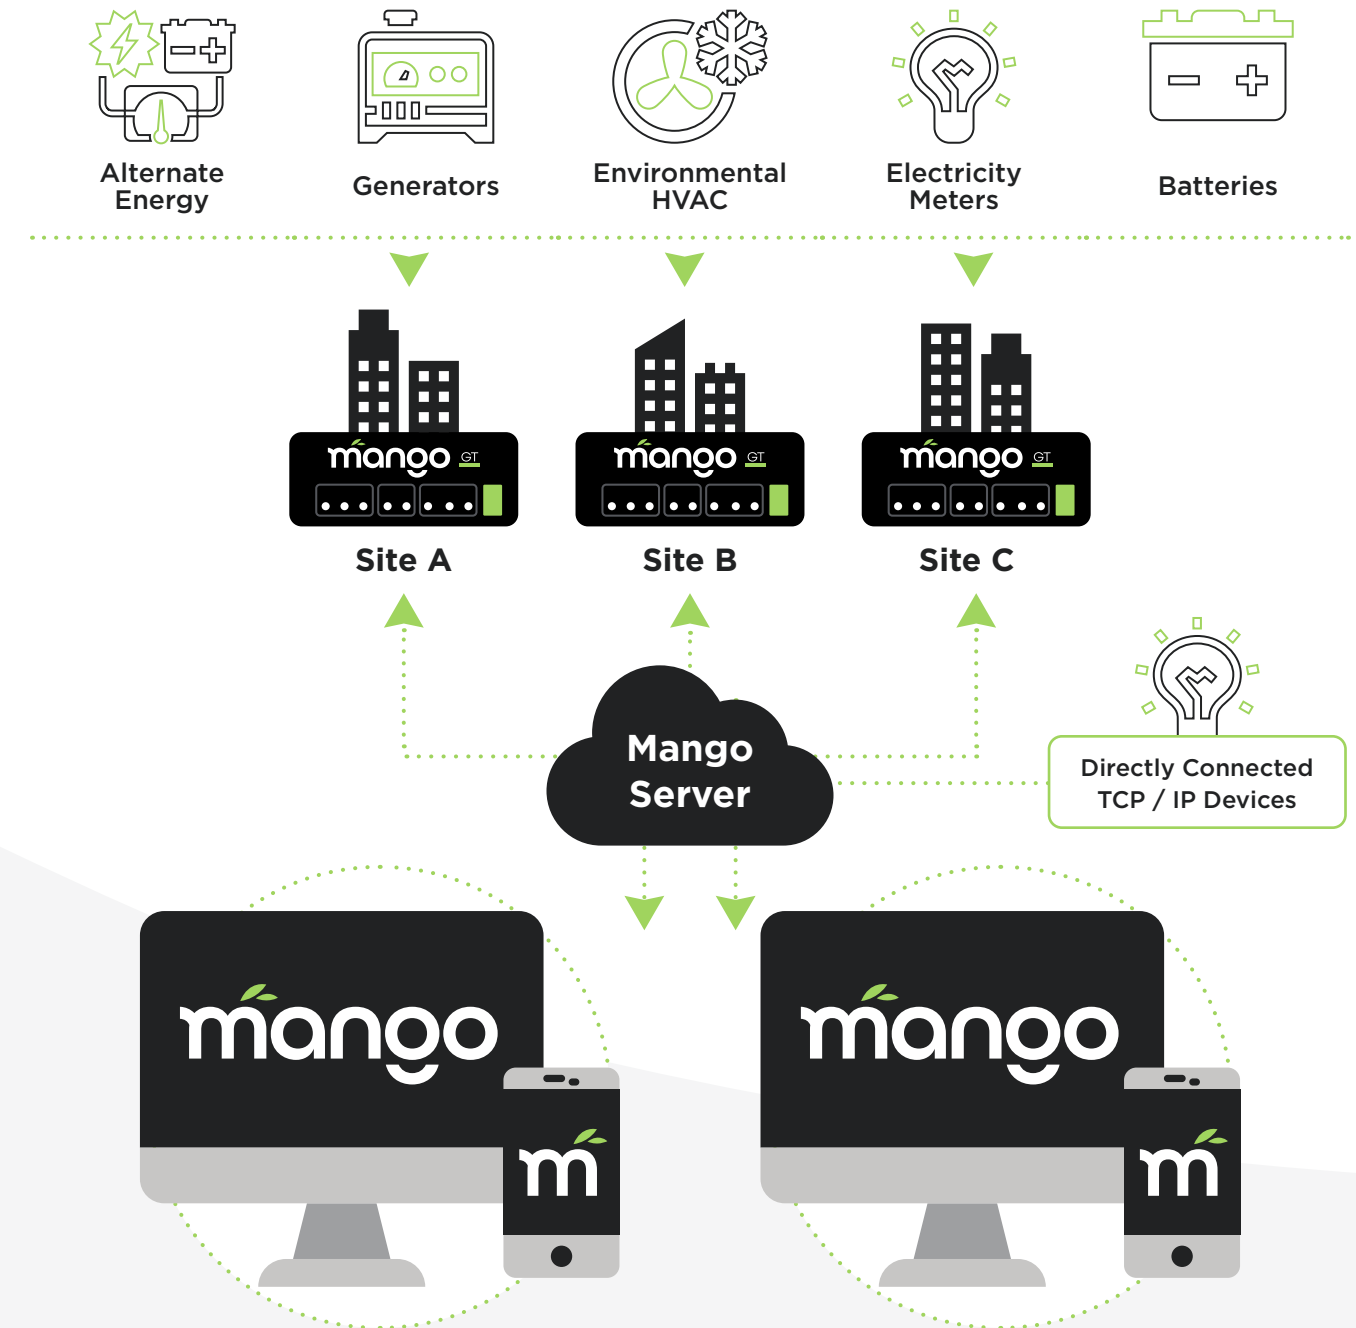 Alternate
Energy
Generators
Environmental
HVAC
Electricity
Meters
Batteries
mango GT
mango GT
mango GT
Site A
Site B
Site C
Mango
Server
Directly Connected
TCP / IP Devices
mango
m
mango
m